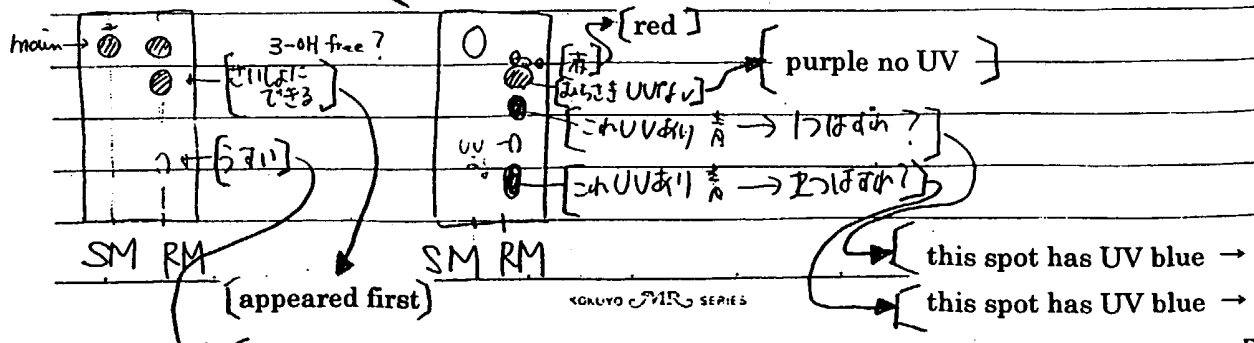 [red]
main→ 3-OH free?
[赤]
[さいしょにできる]
[むらさき UVなし]
purple no UV
[これUVあり 青 → 1つはずれ?]
UV
[うすい]
[これUVあり 青 → 2つはずれ?]
SM RM SM RM
this spot has UV blue →
[appeared first]
KOKUYO SERIES
this spot has UV blue →